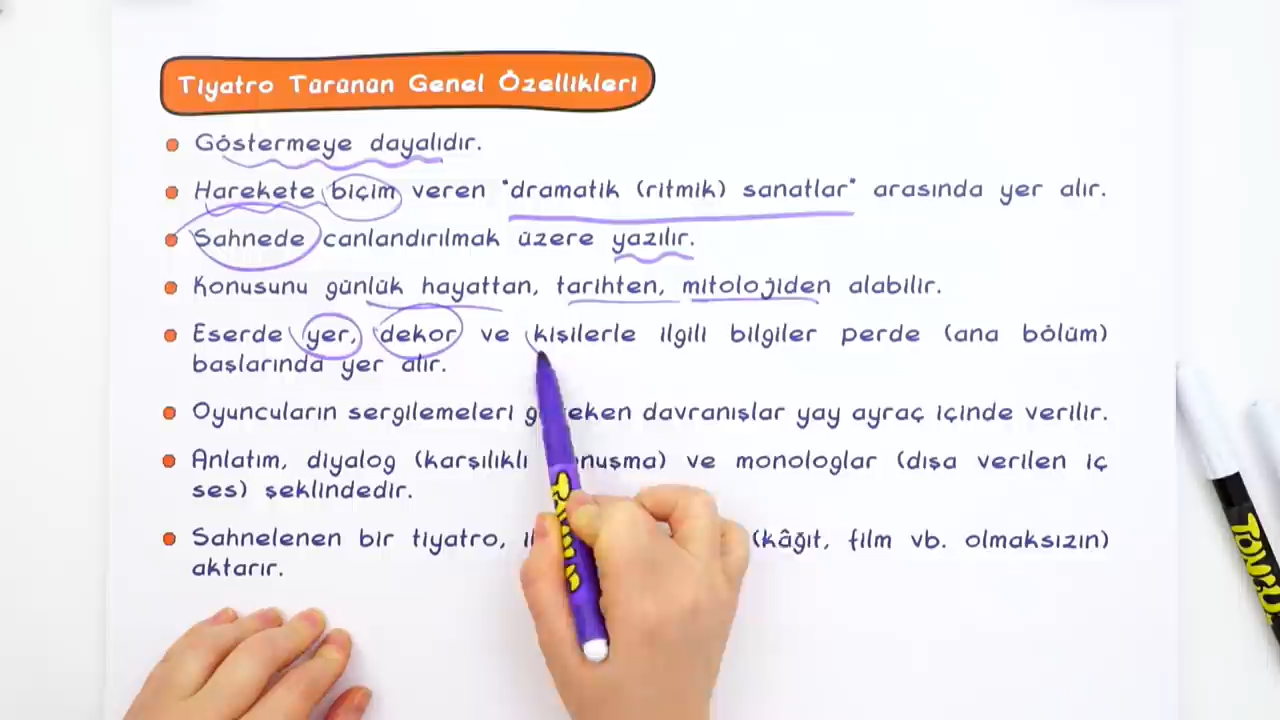 Tiyatro Türünün Genel Özellikleri
Göstermeye dayalıdır.
Harekete biçim veren "dramatik (ritmik) sanatlar" arasında yer alır.
Sahnede canlandırılmak üzere yazılır.
Konusunu günlük hayattan, tarihten, mitolojiden alabilir.
Eserde yer, dekor ve kişilerle ilgili bilgiler perde (ana bölüm)
başlarında yer alır.
Oyuncuların sergilemeleri davranışlar yay ayraç içinde verilir.
Anlatım, diyalog (karşılıklı ve monologlar (dışa verilen iç
ses) şeklindedir.
Sahnelenen bir tiyatro, (kâğıt, film vb. olmaksızın)
aktarır.